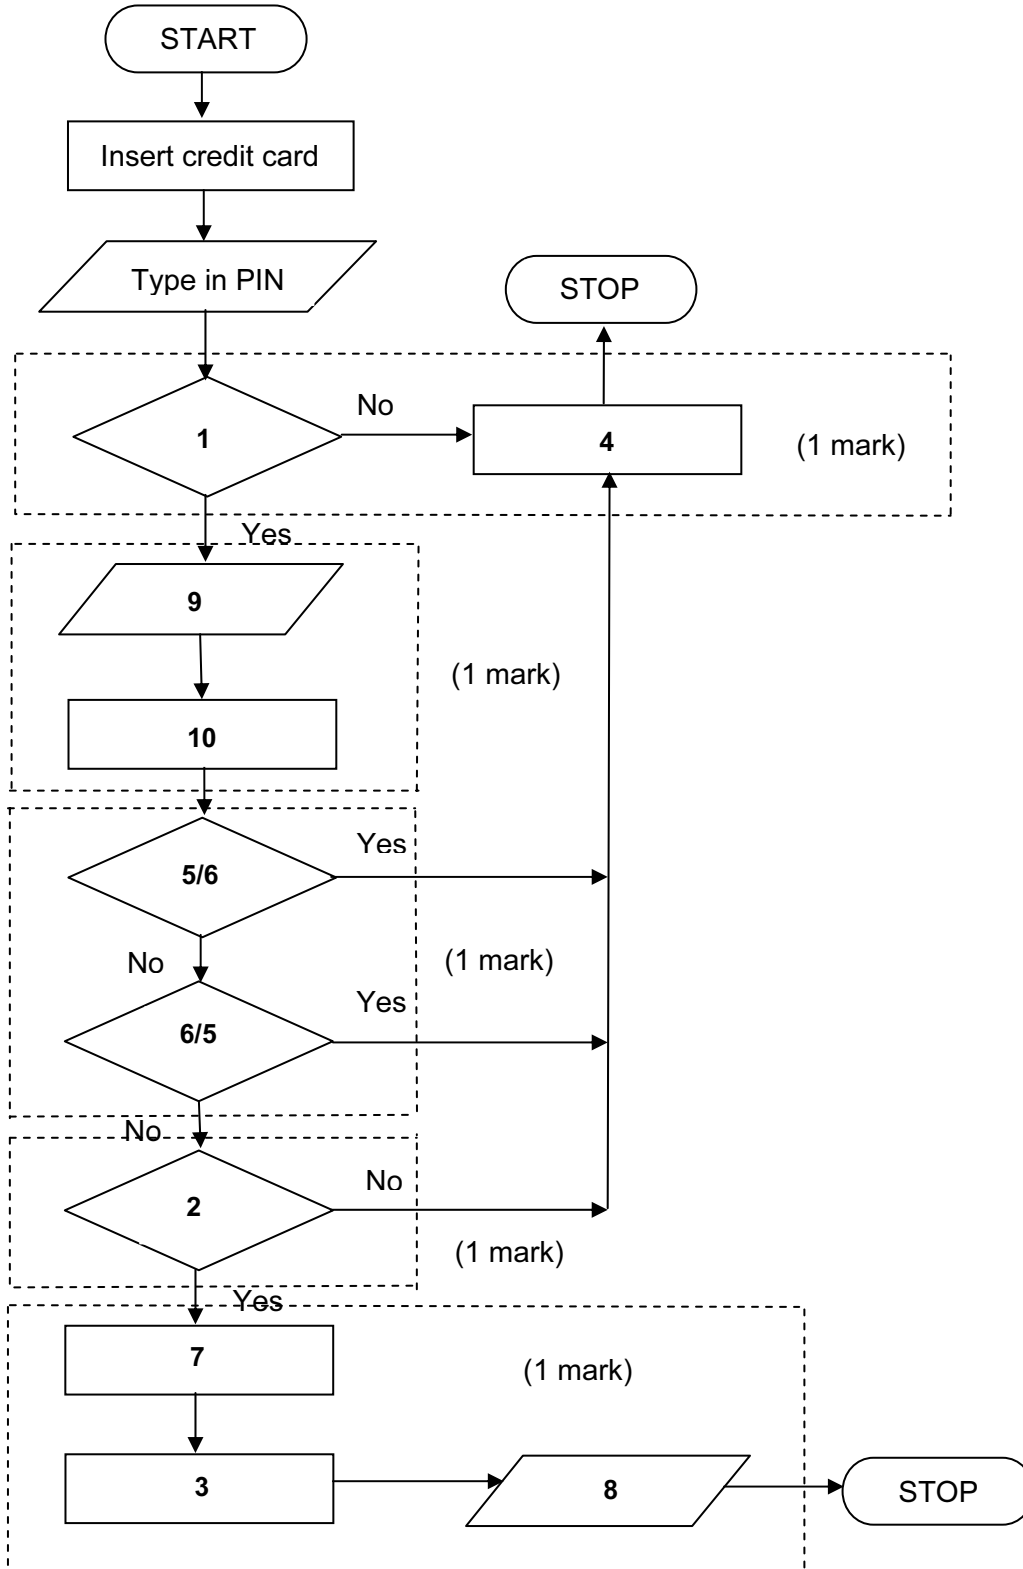 START
Insert credit card
Type in PIN
STOP
No
1
4
(1 mark)
Yes
9
(1 mark)
10
Yes
5/6
No
(1 mark)
Yes
6/5
No
No
2
(1 mark)
Yes
7
(1 mark)
3
8
STOP